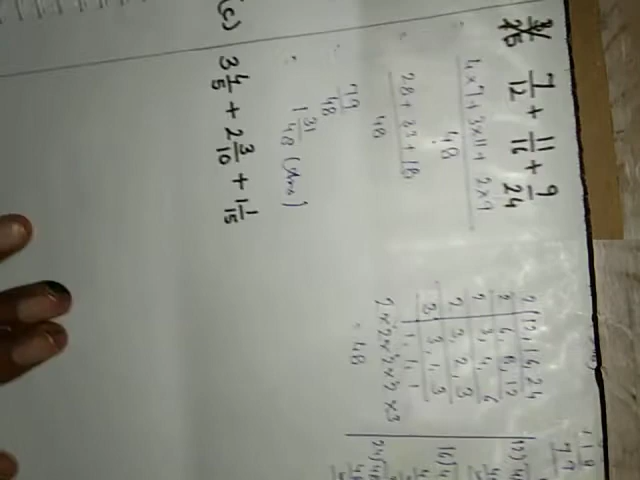 7/12 + 11/16 + 9/24
4×7 + 3×11 + 2×9 / 48
28 + 33 + 18 / 48
79/48
1 31/48 (Ans)
(c) 3 4/5 + 2 3/10 + 1 1/15
2 | 12, 16, 24
2 | 6, 8, 12
2 | 3, 4, 6
2 | 3, 2, 3
3 | 3, 1, 3
1, 1, 1
2×2×2×2×3
= 48